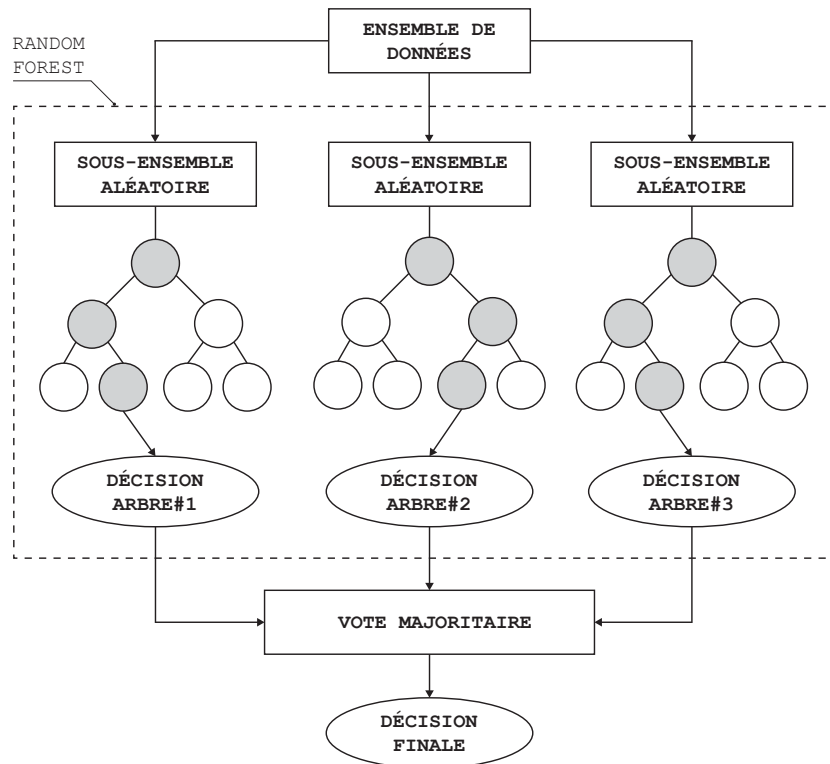 ENSEMBLE DE
DONNÉES
RANDOM
FOREST
SOUS-ENSEMBLE
ALÉATOIRE
SOUS-ENSEMBLE
ALÉATOIRE
SOUS-ENSEMBLE
ALÉATOIRE
DÉCISION
ARBRE#1
DÉCISION
ARBRE#2
DÉCISION
ARBRE#3
VOTE MAJORITAIRE
DÉCISION
FINALE